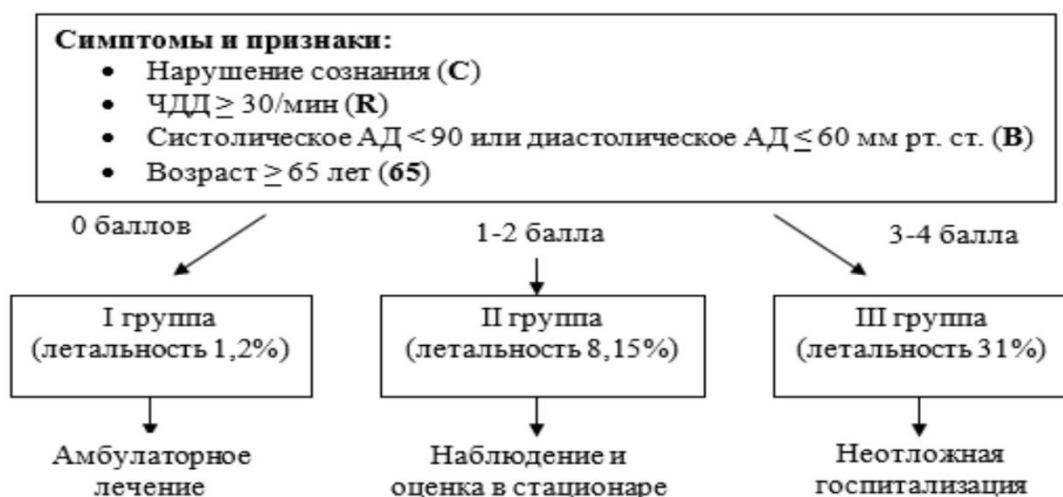 Симптомы и признаки:
• Нарушение сознания (C)
• ЧДД ≥ 30/мин (R)
• Систолическое АД < 90 или диастолическое АД ≤ 60 мм рт. ст. (B)
• Возраст ≥ 65 лет (65)
0 баллов
1-2 балла
3-4 балла
I группа
(летальность 1,2%)
II группа
(летальность 8,15%)
III группа
(летальность 31%)
Амбулаторное
лечение
Наблюдение и
оценка в стационаре
Неотложная
госпитализация